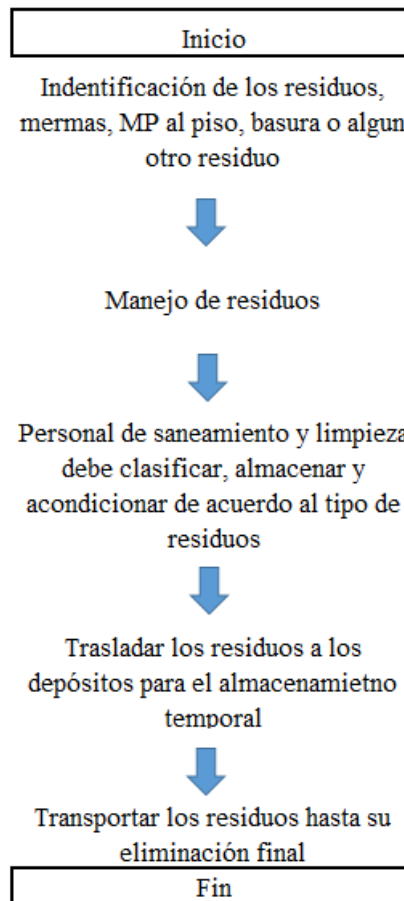 Inicio
Indentificación de los residuos,
mermas, MP al piso, basura o algun
otro residuo
Manejo de residuos
Personal de saneamiento y limpieza
debe clasificar, almacenar y
acondicionar de acuerdo al tipo de
residuos
Trasladar los residuos a los
depósitos para el almacenamietno
temporal
Transportar los residuos hasta su
eliminación final
Fin